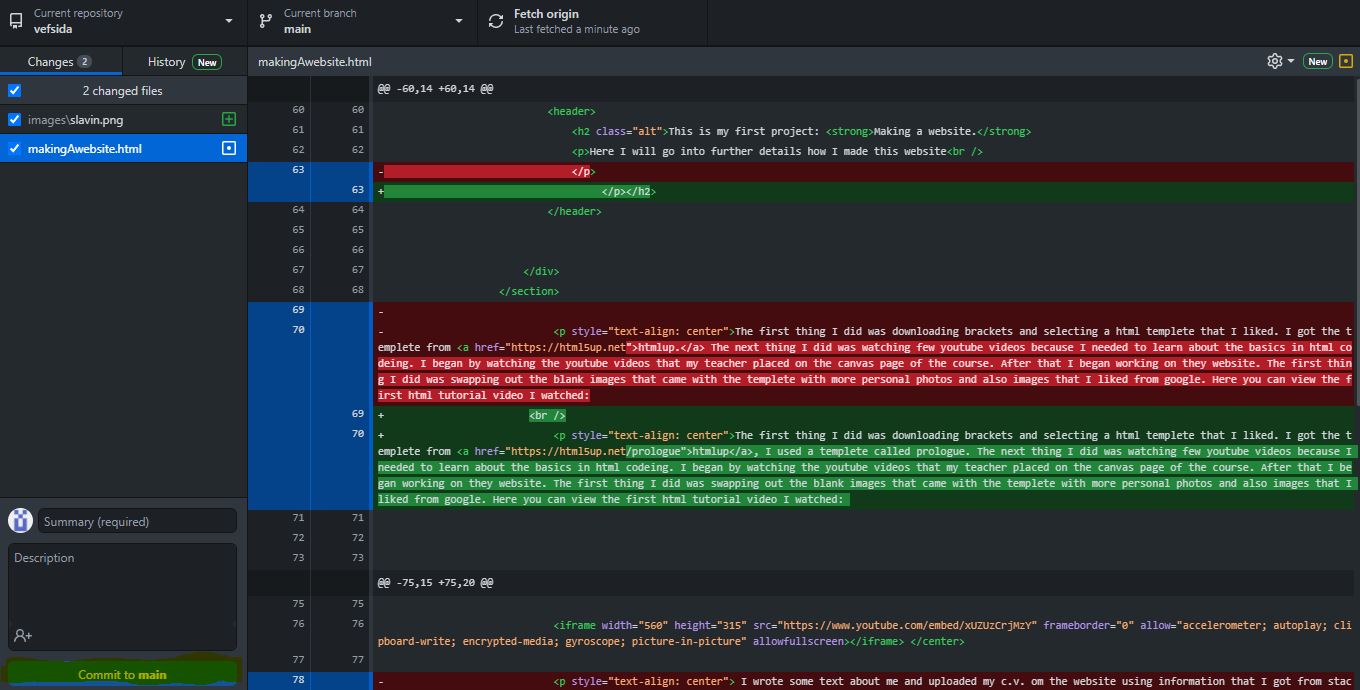 Current repository
vefsida
Current branch
main
Fetch origin
Last fetched a minute ago
Changes 2
History New
makingAwebsite.html
New
2 changed files
images\slavin.png
makingAwebsite.html
@@ -60,14 +60,14 @@
60 60 <header>
61 61 <h2 class="alt">This is my first project: <strong>Making a website.</strong>
62 62 <p>Here I will go into further details how I made this website<br />
63 - </p>
63 + </p></h2>
64 64 </header>
65 65
66 66
67 67 </div>
68 68 </section>
69 -
70 - <p style="text-align: center">The first thing I did was downloading brackets and selecting a html templete that I liked. I got the t
emplete from <a href="https://html5up.net">htmlup.</a> The next thing I did was watching few youtube videos because I needed to learn about the basics in html co
deing. I began by watching the youtube videos that my teacher placed on the canvas page of the course. After that I began working on they website. The first thin
g I did was swapping out the blank images that came with the templete with more personal photos and also images that I liked from google. Here you can view the f
irst html tutorial video I watched:
69 + <br />
70 + <p style="text-align: center">The first thing I did was downloading brackets and selecting a html templete that I liked. I got the t
emplete from <a href="https://html5up.net/prologue">htmlup</a>, I used a templete called prologue. The next thing I did was watching few youtube videos because I
needed to learn about the basics in html codeing. I began by watching the youtube videos that my teacher placed on the canvas page of the course. After that I be
gan working on they website. The first thing I did was swapping out the blank images that came with the templete with more personal photos and also images that I
liked from google. Here you can view the first html tutorial video I watched:
71 71
72 72
73 73
@@ -75,15 +75,20 @@
75 75
76 76 <iframe width="560" height="315" src="https://www.youtube.com/embed/xUZUzCrjMzY" frameborder="0" allow="accelerometer; autoplay; cli
pboard-write; encrypted-media; gyroscope; picture-in-picture" allowfullscreen></iframe> </center>
77 77
78 - <p style="text-align: center"> I wrote some text about me and uploaded my c.v. om the website using information that I got from stac
Summary (required)
Description
Commit to main